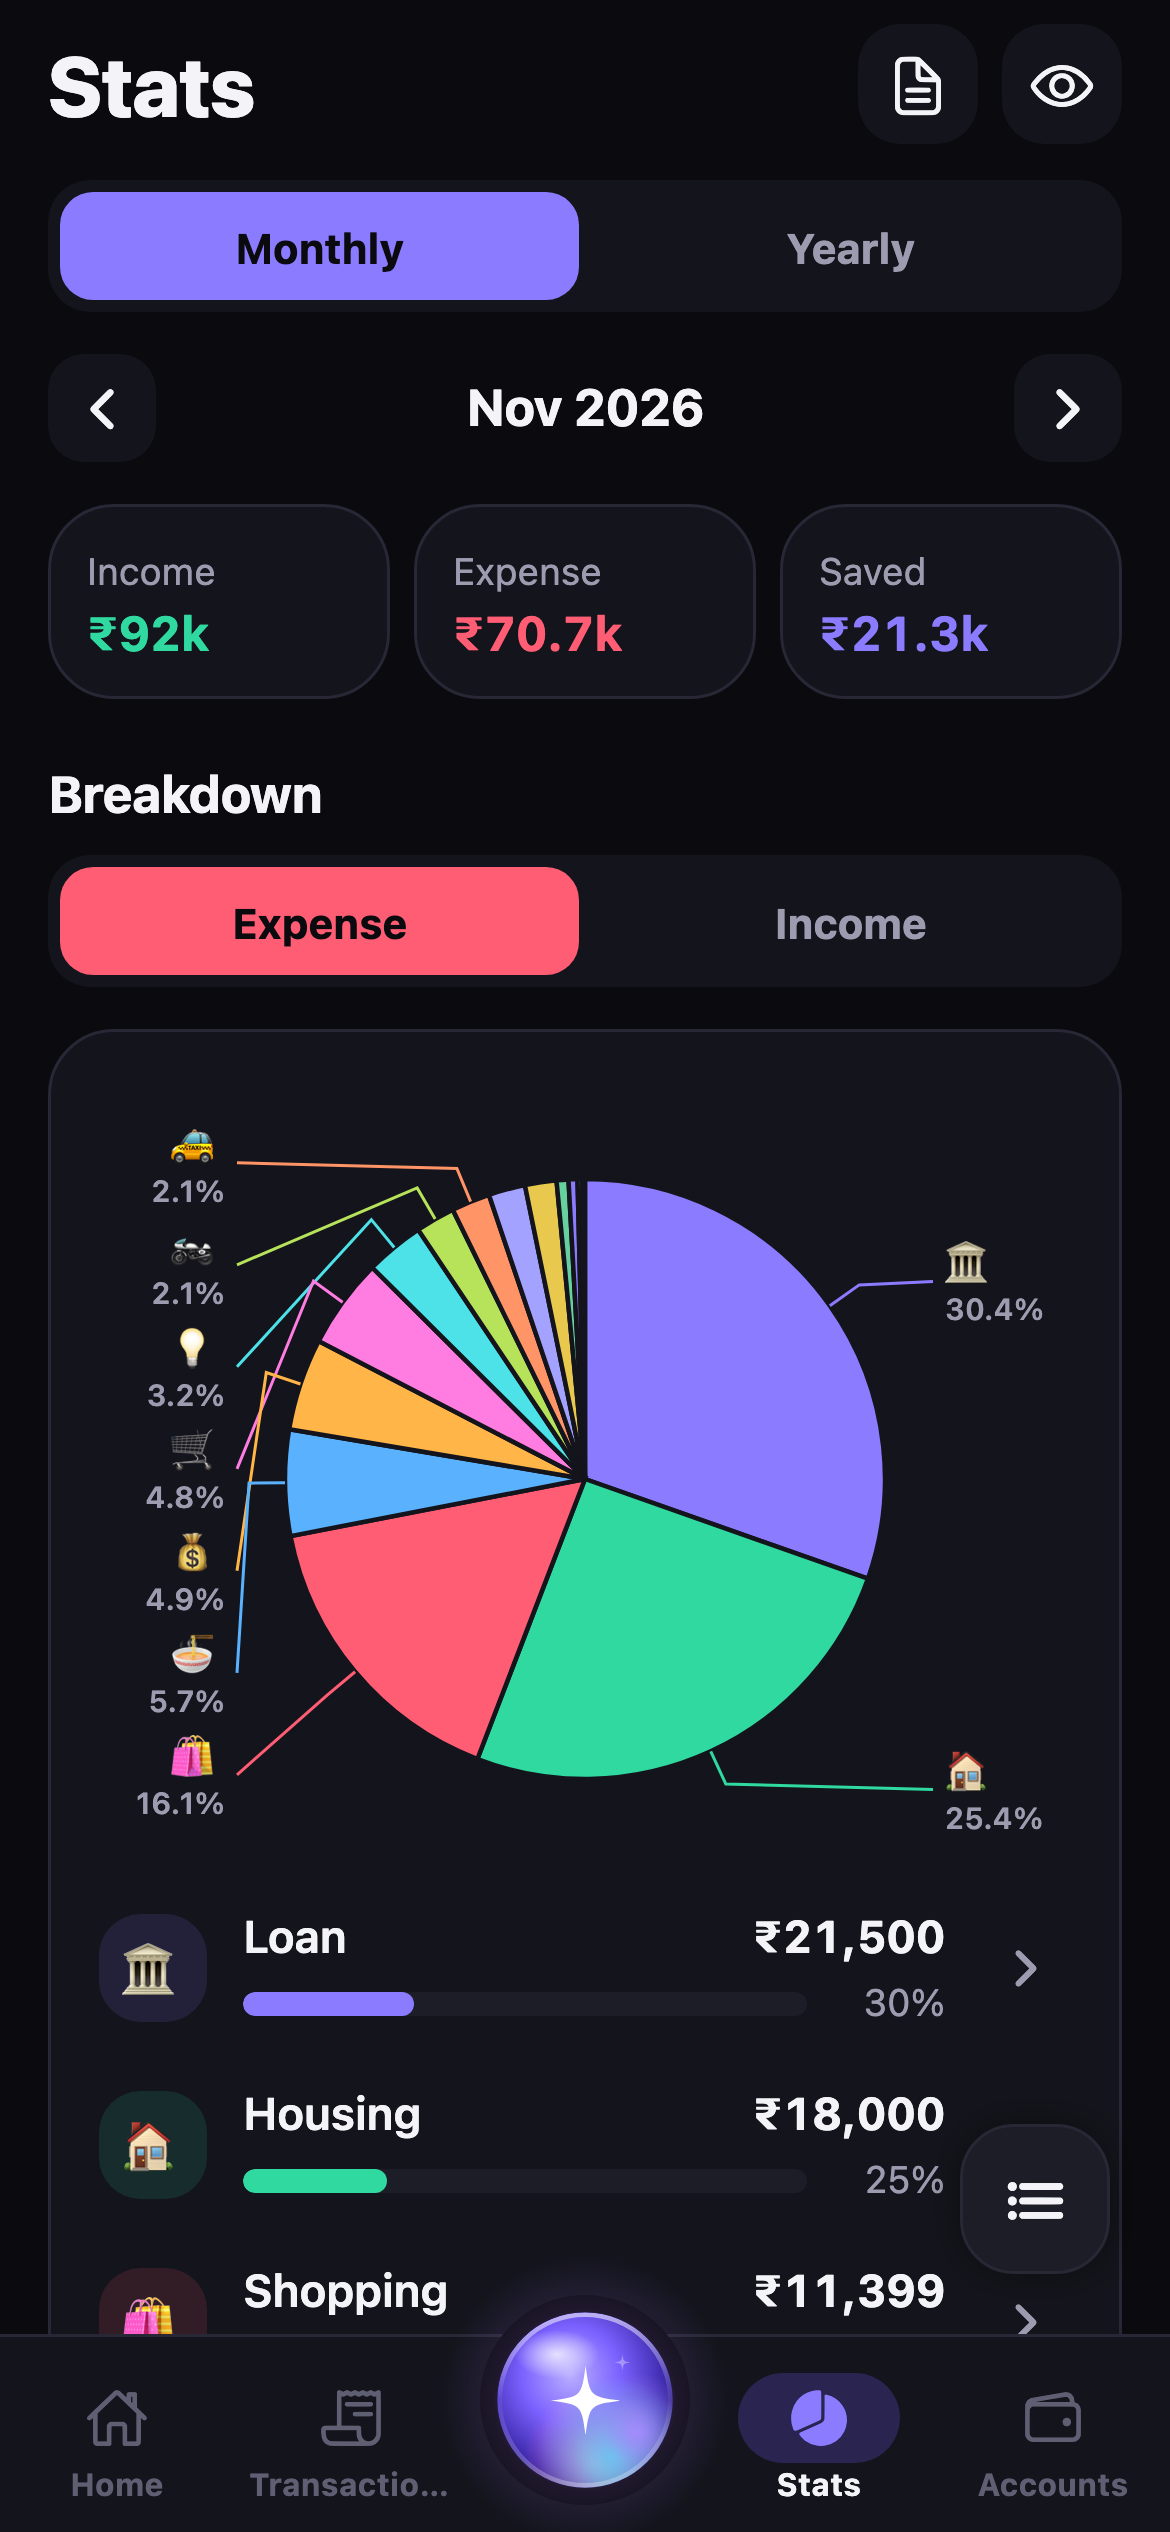 Stats
Monthly
Yearly
Nov 2026
Income
₹92k
Expense
₹70.7k
Saved
₹21.3k
Breakdown
Expense
Income
TAXI
2.1%
2.1%
3.2%
4.8%
4.9%
5.7%
16.1%
30.4%
25.4%
Loan
₹21,500
30%
Housing
₹18,000
25%
Shopping
₹11,399
Home
Transactio...
Stats
Accounts